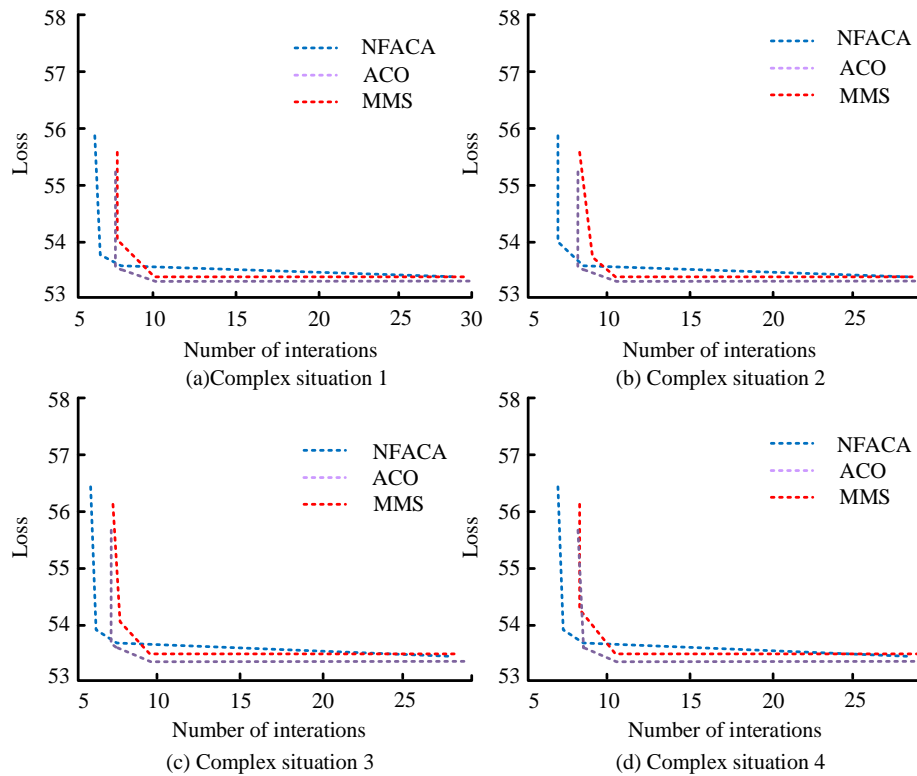 58
57
56
55
54
53
Loss
NFACA
ACO
MMS
5 10 15 20 25 30
Number of interations
(a)Complex situation 1
58
57
56
55
54
53
Loss
NFACA
ACO
MMS
5 10 15 20 25
Number of interations
(b) Complex situation 2
58
57
56
55
54
53
Loss
NFACA
ACO
MMS
5 10 15 20 25
Number of interations
(c) Complex situation 3
58
57
56
55
54
53
Loss
NFACA
ACO
MMS
5 10 15 20 25
Number of interations
(d) Complex situation 4